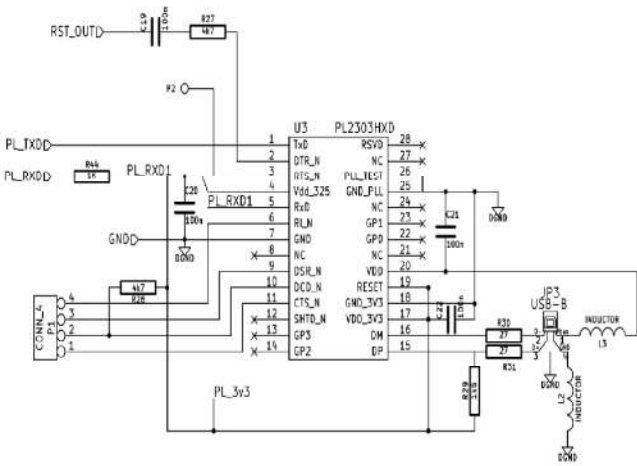 C19
100n
R27
4k7
RST_OUT
P2
U3
PL2303HXD
PL_TXD
1
TxD
RSVD
28
2
DTR_N
NC
27
R44
1K
PL_RXD1
3
RTS_N
PLL_TEST
26
PL_RXD
C20
100n
4
Vdd_325
GND_PLL
25
PL_RXD1
5
RxD
NC
24
DGND
6
RI_N
GP1
23
C21
100n
GND
7
GND
GP0
22
DGND
8
NC
NC
21
9
DSR_N
VDD
20
4k7
R28
10
DCD_N
RESET
19
JP3
USB-B
CONN_4
P1
4
3
2
1
11
CTS_N
GND_3V3
18
C22
100n
INDUCTOR
L3
12
SHTD_N
VDD_3V3
17
R30
27
13
GP3
DM
16
14
GP2
DP
15
27
R31
PL_3v3
R29
1k5
DGND
L2
INDUCTOR
DGND